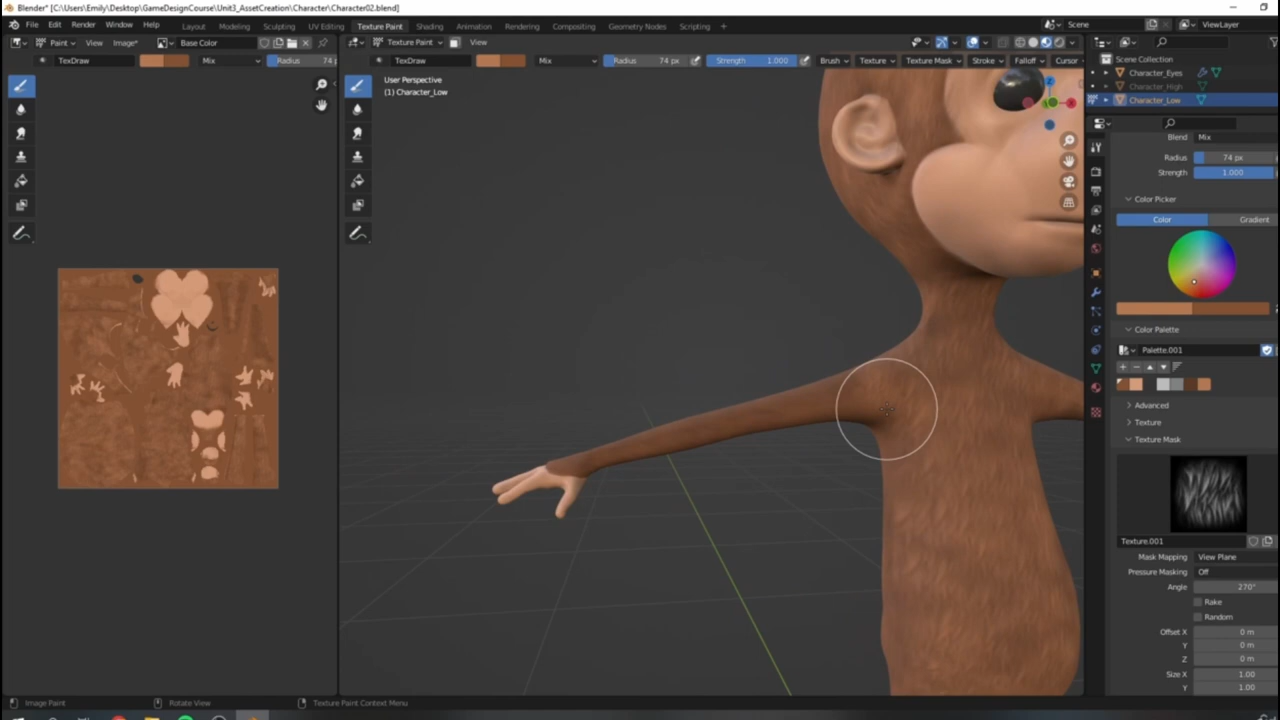 Blender* [C:\Users\Emily\Desktop\GameDesignCourse\Unit3_AssetCreation\Character\Character02.blend]
File Edit Render Window Help Layout Modeling Sculpting UV Editing Texture Paint Shading Animation Rendering Compositing Geometry Nodes Scripting + Scene ViewLayer
Paint View Image* Base Color Texture Paint View
TexDraw Mix Radius 74 p TexDraw Mix Radius 74 px Strength 1.000 Brush Texture Texture Mask Stroke Falloff Cursor
Scene Collection
Character_Eyes
Character_High
Character_Low
User Perspective
(1) Character_Low
Blend Mix
Radius 74 px
Strength 1.000
Color Picker
Color Gradient
Color Palette
Palette.001
Advanced
Texture
Texture Mask
Texture.001
Mask Mapping View Plane
Pressure Masking Off
Angle 270°
Rake
Random
Offset X 0 m
Y 0 m
Z 0 m
Size X 1.00
Y 1.00
Image Paint Rotate View Texture Paint Context Menu